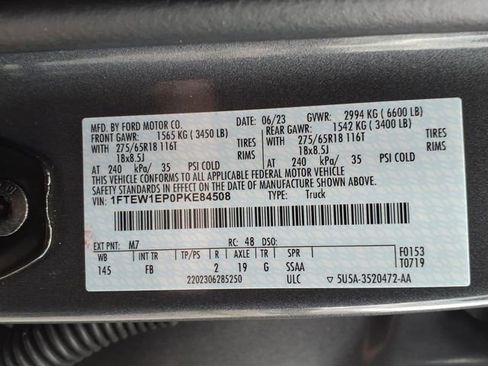 MFD. BY FORD MOTOR CO. 06/23 GVWR: 2994 KG (6600 LB)
FRONT GAWR: 1565 KG (3450 LB) REAR GAWR: 1542 KG (3400 LB)
WITH 275/65R18 116T TIRES WITH 275/65R18 116T TIRES
18x8.5J RIMS 18x8.5J RIMS
AT 240 kPa/ 35 PSI COLD AT 240 kPa/ 35 PSI COLD
THIS VEHICLE CONFORMS TO ALL APPLICABLE FEDERAL MOTOR VEHICLE
SAFETY STANDARDS IN EFFECT ON THE DATE OF MANUFACTURE SHOWN ABOVE.
VIN: 1FTEW1EP0PKE84508 TYPE: Truck
EXT PNT: M7 RC: 48 DSO:
WB FB TP/PS R AXLE TR SPR F0153
145 FB 2 19 G SSAA T0719
2202306285250 ULC ▽ 5U5A-3520472-AA